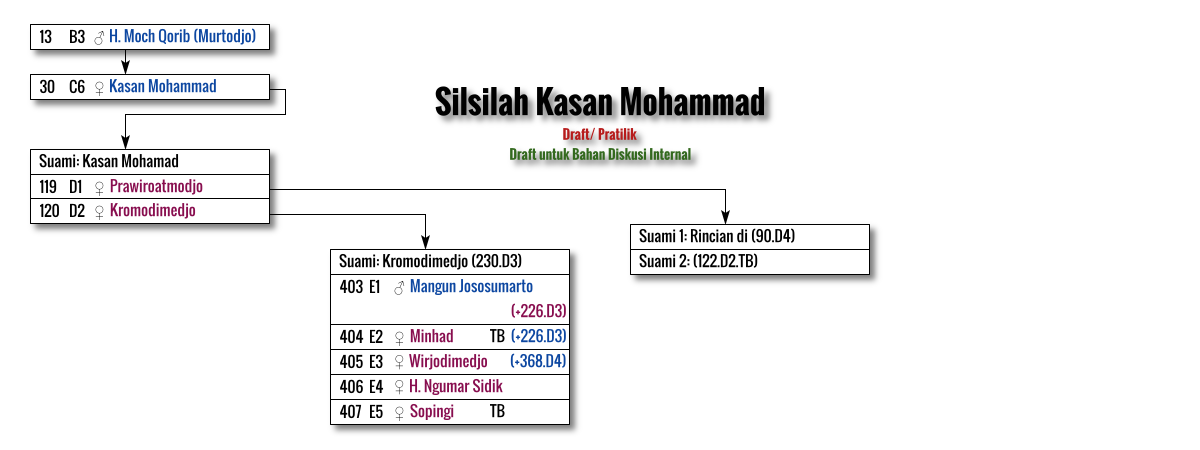 13 B3 ♂ H. Moch Qorib (Murtodjo)
30 C6 ♀ Kasan Mohammad
Silsilah Kasan Mohammad
Draft/ Pratilik
Draft untuk Bahan Diskusi Internal
Suami: Kasan Mohamad
119 D1 ♀ Prawiroatmodjo
120 D2 ♀ Kromodimedjo
Suami 1: Rincian di (90.D4)
Suami 2: (122.D2.TB)
Suami: Kromodimedjo (230.D3)
403 E1 ♂ Mangun Jososumarto
(+226.D3)
404 E2 ♀ Minhad TB (+226.D3)
405 E3 ♀ Wirjodimedjo (+368.D4)
406 E4 ♀ H. Ngumar Sidik
407 E5 ♀ Sopingi TB